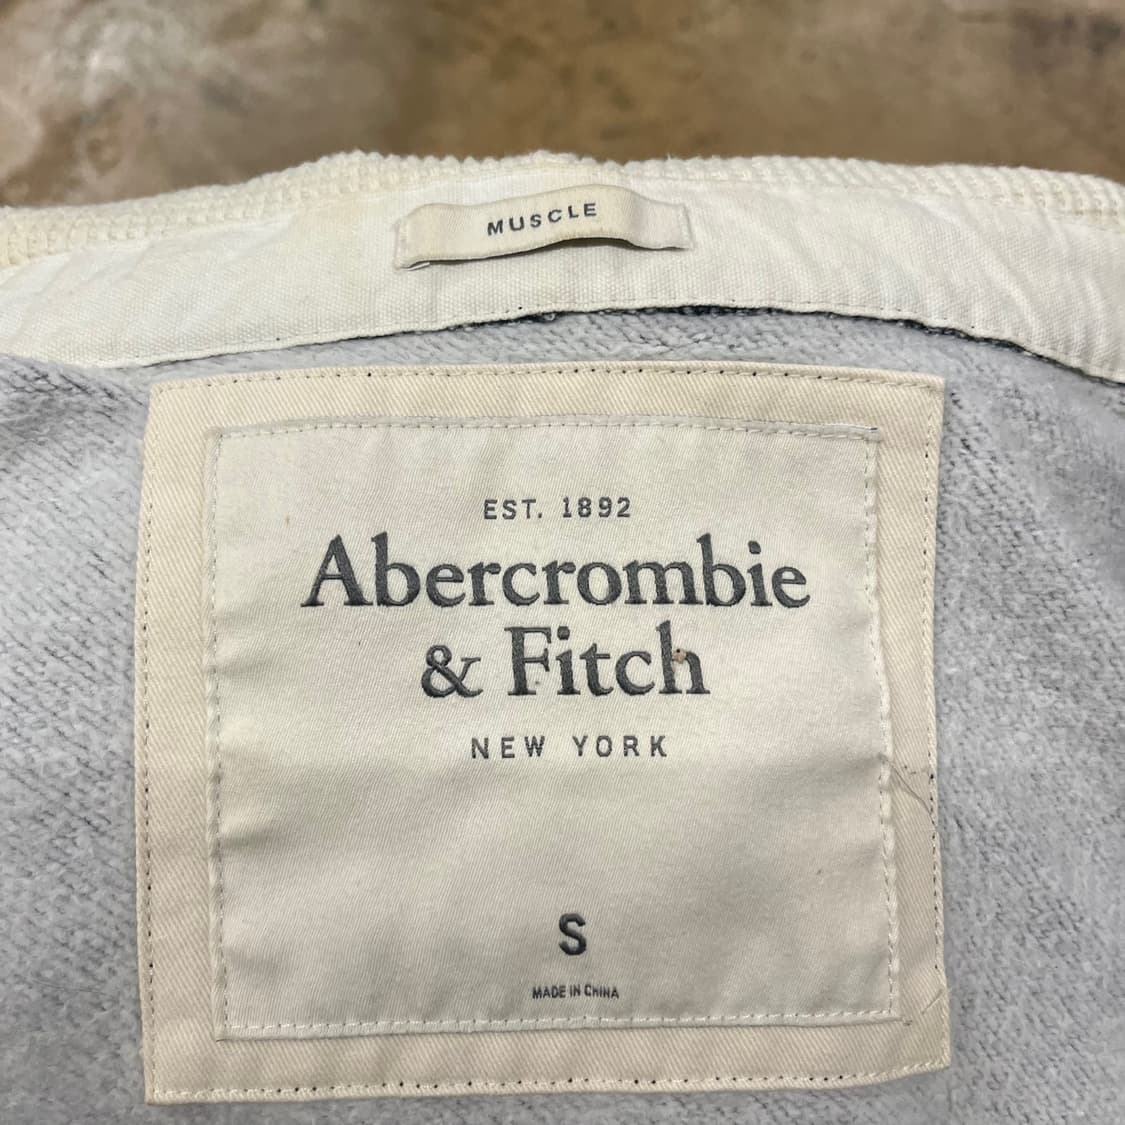 MUSCLE
EST. 1892
Abercrombie
& Fitch
NEW YORK
S
MADE IN CHINA